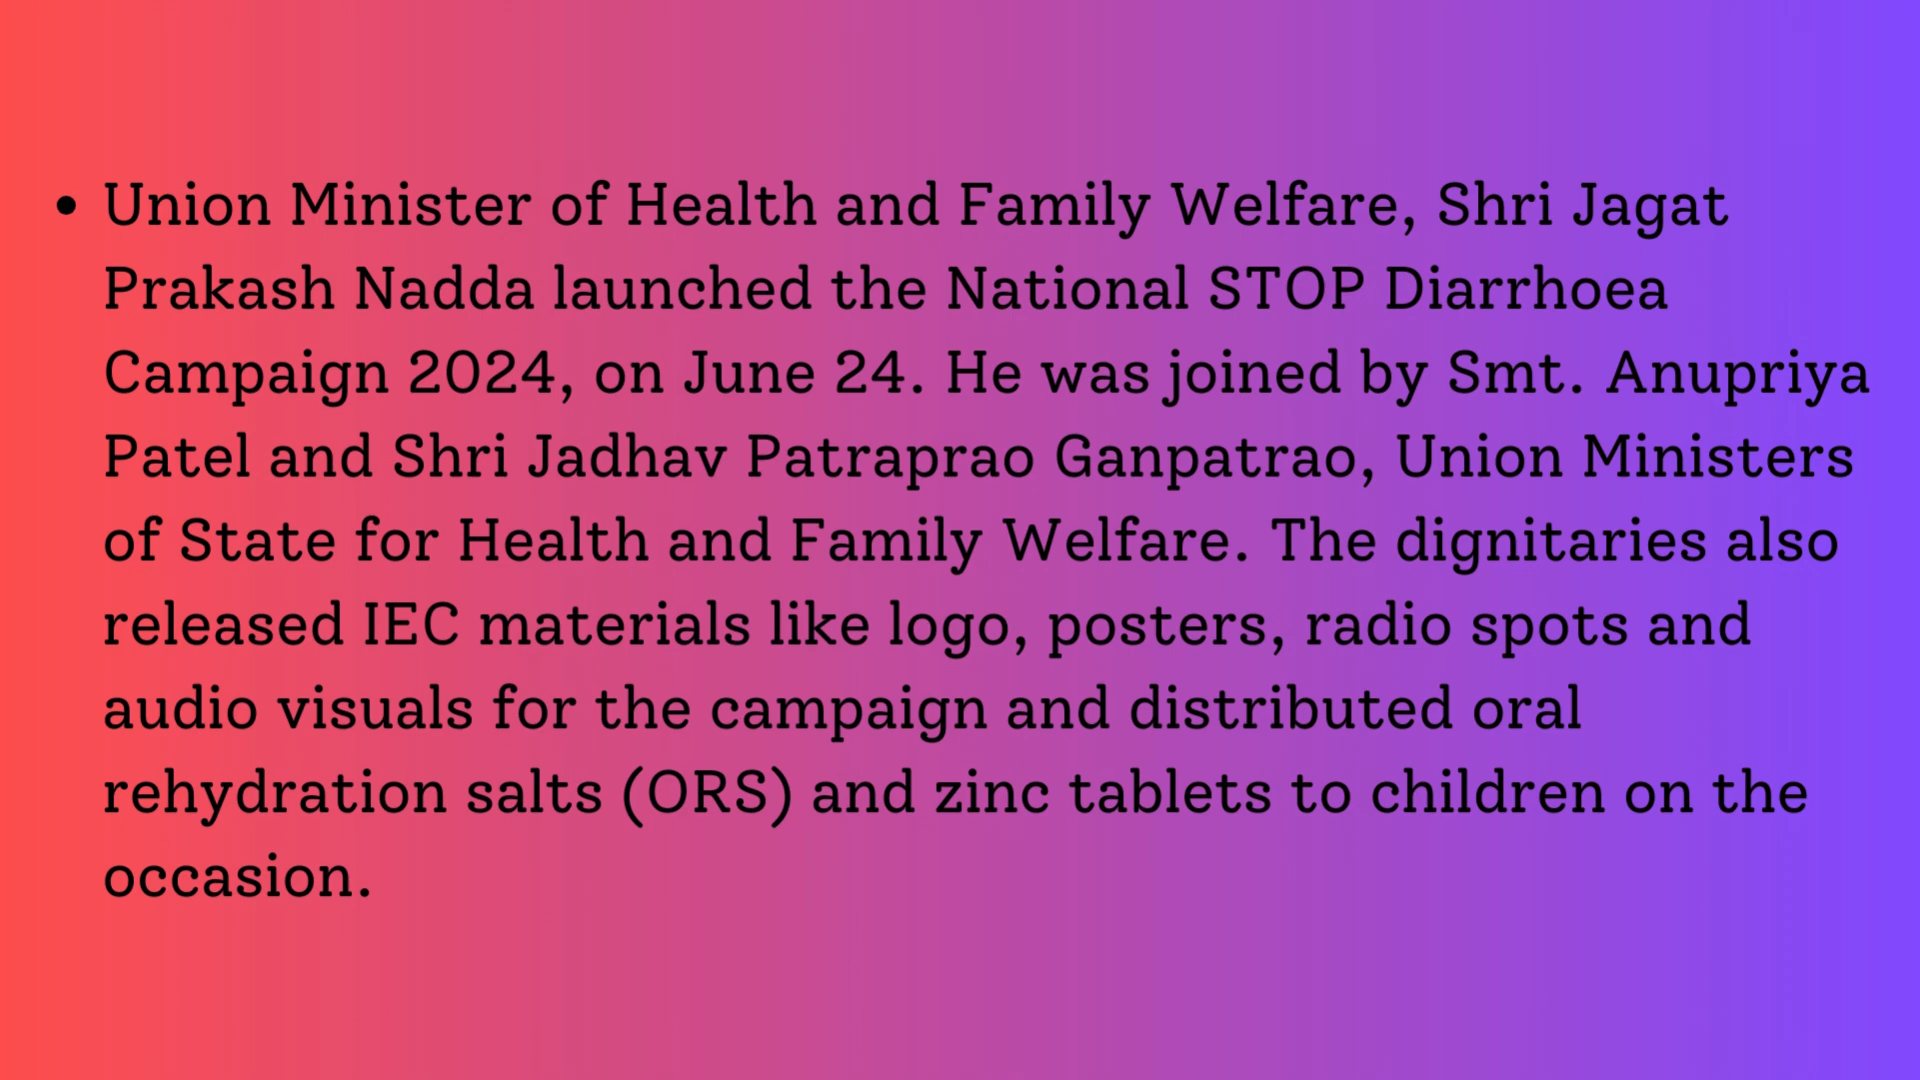 • Union Minister of Health and Family Welfare, Shri Jagat
Prakash Nadda launched the National STOP Diarrhoea
Campaign 2024, on June 24. He was joined by Smt. Anupriya
Patel and Shri Jadhav Patraprao Ganpatrao, Union Ministers
of State for Health and Family Welfare. The dignitaries also
released IEC materials like logo, posters, radio spots and
audio visuals for the campaign and distributed oral
rehydration salts (ORS) and zinc tablets to children on the
occasion.